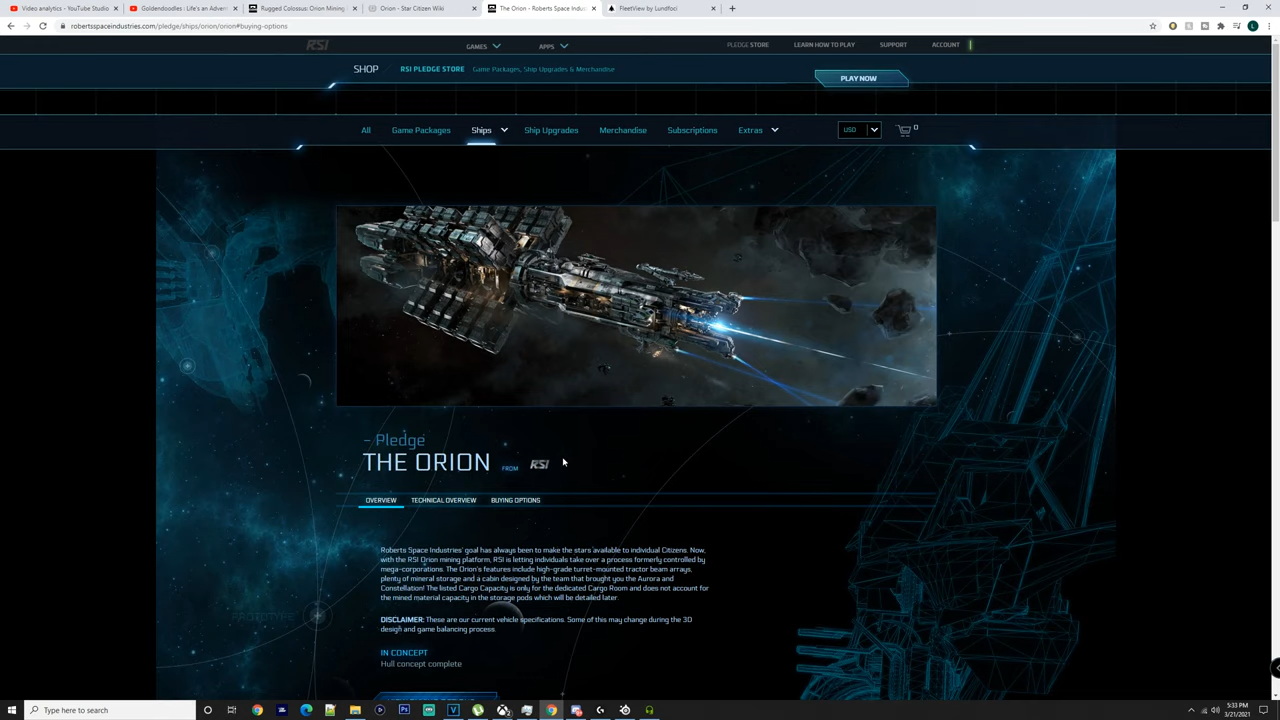 Video analytics - YouTube Studio
Goldendoodles : Life's an Advent
Rugged Colossus: Orion Mining
Orion - Star Citizen Wiki
The Orion - Roberts Space Indus
FleetView by Lundfoci
robertsspaceindustries.com/pledge/ships/orion/orion#buying-options
RSI
GAMES
APPS
PLEDGE STORE
LEARN HOW TO PLAY
SUPPORT
ACCOUNT
SHOP
RSI PLEDGE STORE
Game Packages, Ship Upgrades & Merchandise
PLAY NOW
All
Game Packages
Ships
Ship Upgrades
Merchandise
Subscriptions
Extras
USD
0
- Pledge
THE ORION FROM RSI
OVERVIEW
TECHNICAL OVERVIEW
BUYING OPTIONS
Roberts Space Industries' goal has always been to make the stars available to individual Citizens. Now,
with the RSI Orion mining platform, RSI is letting individuals take over a process formerly controlled by
mega-corporations. The Orion's features include high-grade turret-mounted tractor beam arrays,
plenty of mineral storage and a cabin designed by the team that brought you the Aurora and
Constellation! The listed Cargo Capacity is only for the dedicated Cargo Room and does not account for
the mined material capacity in the storage pods which will be detailed later.
DISCLAIMER: These are our current vehicle specifications. Some of this may change during the 3D
design and game balancing process.
IN CONCEPT
Hull concept complete
Type here to search
5:33 PM
3/21/2021